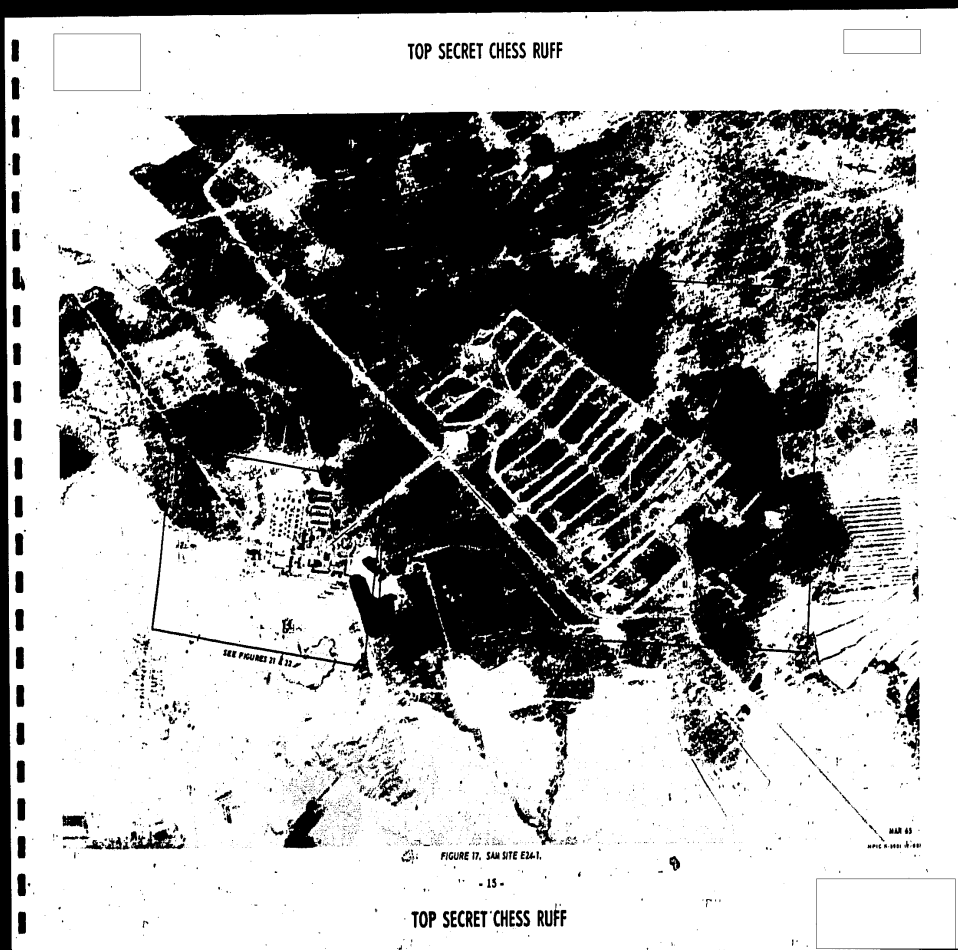 TOP SECRET CHESS RUFF
SEE FIGURES 21 & 22
MAR 65
FIGURE 17. SAM SITE E24-1.
- 15 -
TOP SECRET CHESS RUFF